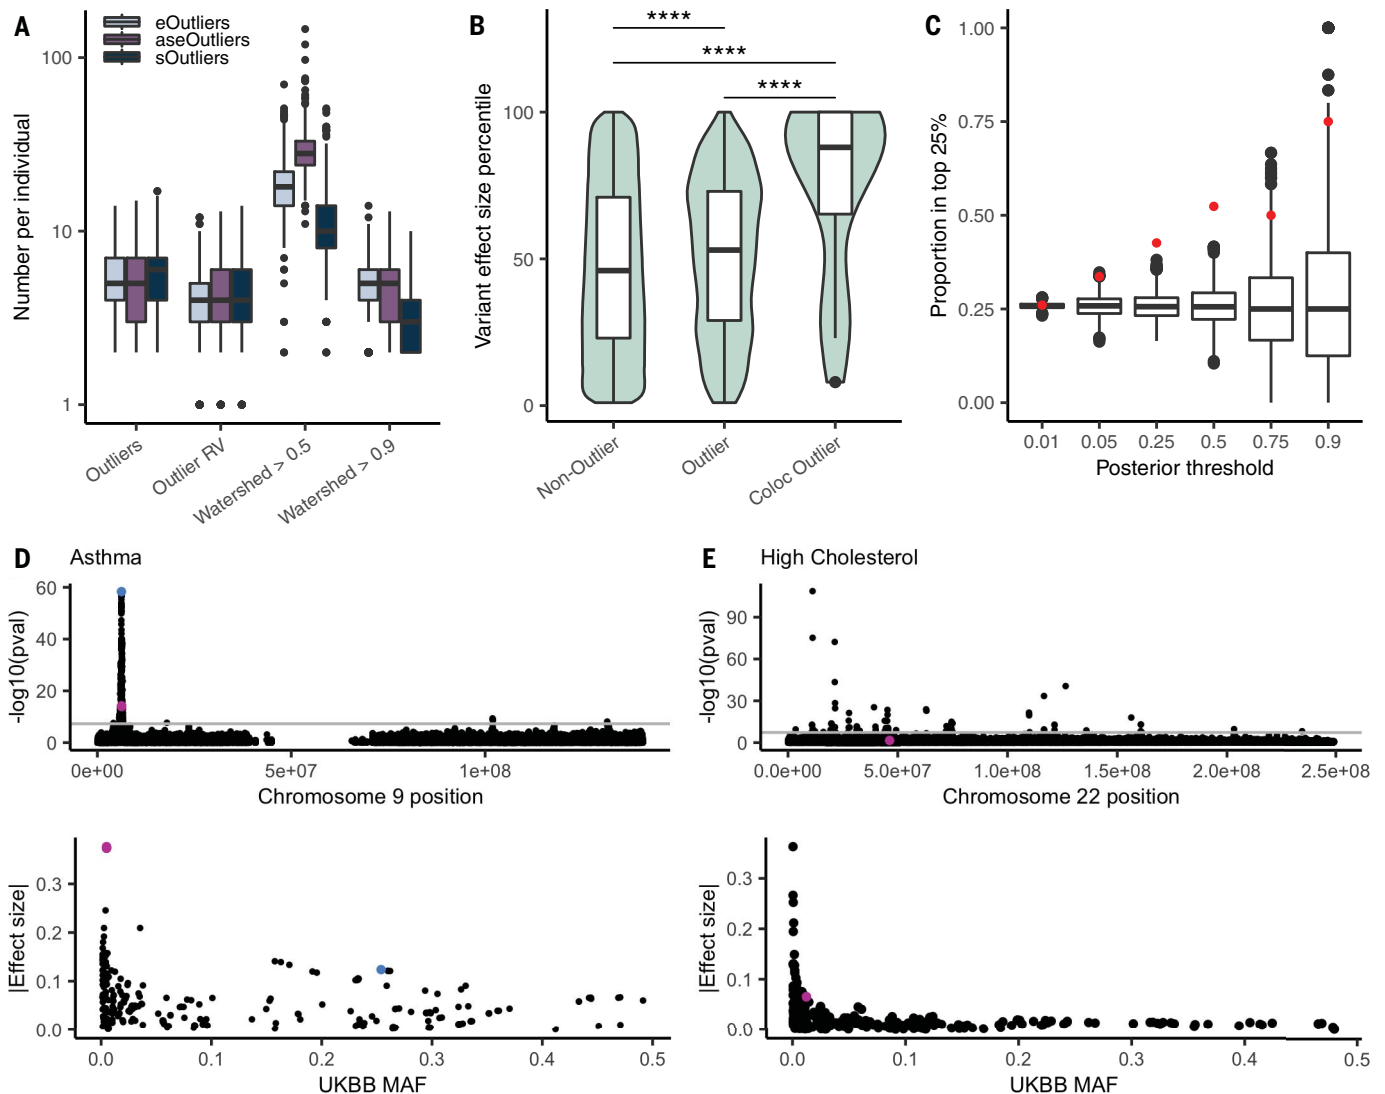 A
eOutliers
aseOutliers
sOutliers
100
10
1
Number per individual
Outliers
Outlier RV
Watershed > 0.5
Watershed > 0.9
B
****
****
****
100
50
0
Variant effect size percentile
Non-Outlier
Outlier
Coloc Outlier
C
1.00
0.75
0.50
0.25
0.00
Proportion in top 25%
0.01 0.05 0.25 0.5 0.75 0.9
Posterior threshold
D
Asthma
60
40
20
0
-log10(pval)
0e+00 5e+07 1e+08
Chromosome 9 position
0.3
0.2
0.1
0.0
|Effect size|
0.0 0.1 0.2 0.3 0.4 0.5
UKBB MAF
E
High Cholesterol
90
60
30
0
-log10(pval)
0.0e+00 5.0e+07 1.0e+08 1.5e+08 2.0e+08 2.5e+08
Chromosome 22 position
0.3
0.2
0.1
0.0
|Effect size|
0.0 0.1 0.2 0.3 0.4 0.5
UKBB MAF